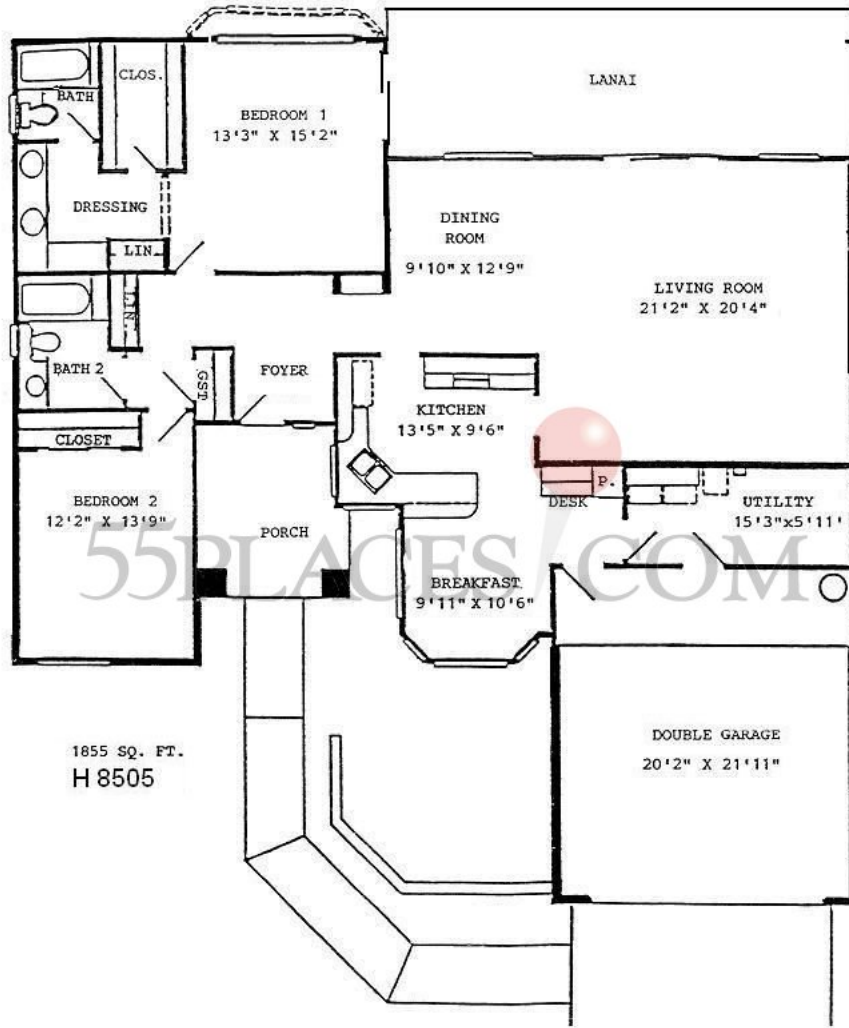 CLOS.
BATH
BEDROOM 1
13'3" X 15'2"
LANAI
DRESSING
LIN.
DINING
ROOM
9'10" X 12'9"
LIVING ROOM
21'2" X 20'4"
LIN.
BATH 2
GST
FOYER
KITCHEN
13'5" X 9'6"
CLOSET
BEDROOM 2
12'2" X 13'9"
PORCH
P.
DESK
UTILITY
15'3"x5'11'
55PLACES.COM
BREAKFAST
9'11" X 10'6"
1855 SQ. FT.
H 8505
DOUBLE GARAGE
20'2" X 21'11"